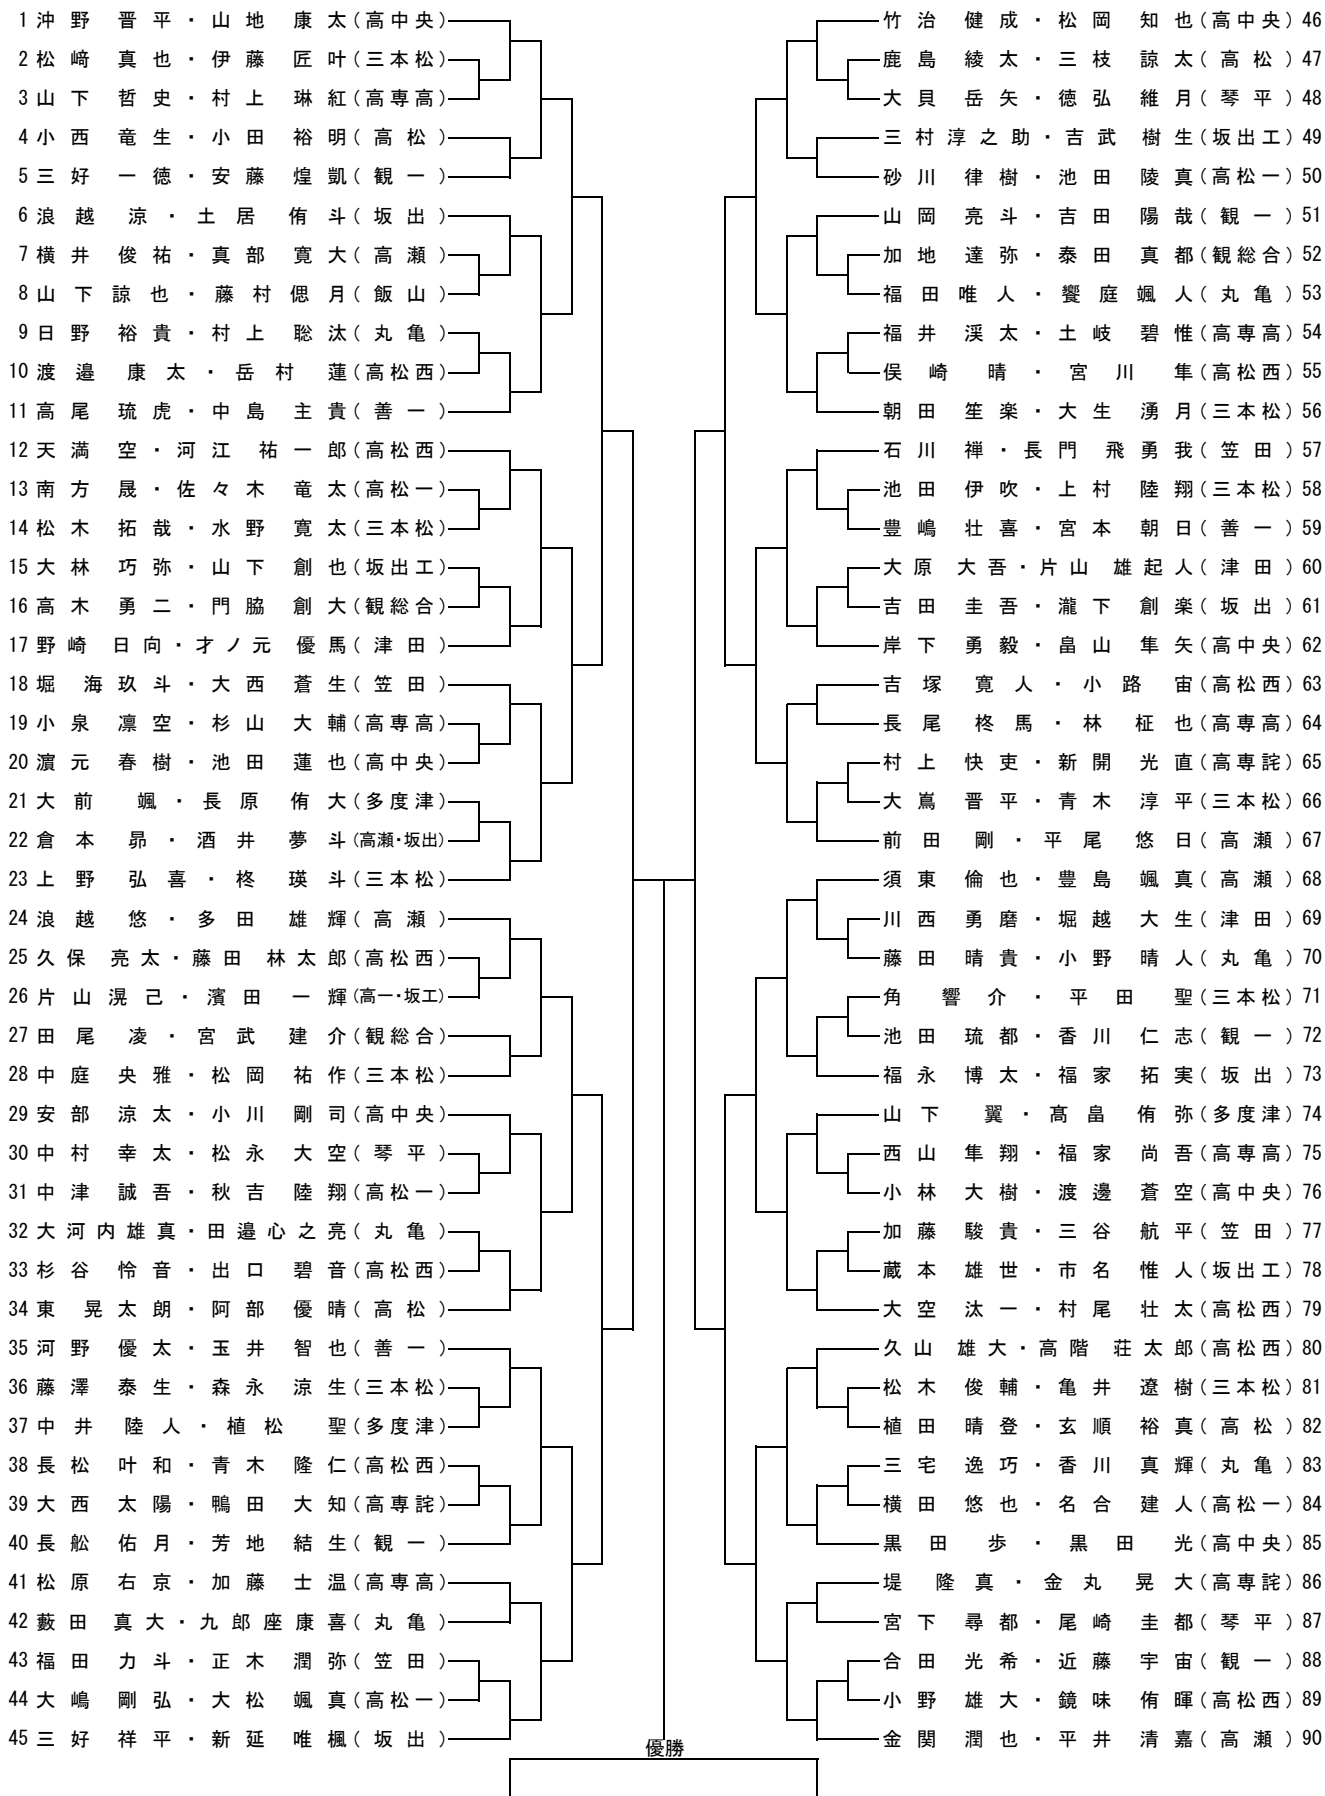 1 沖野 晋平・山地 康太(高中央)
2 松﨑 真也・伊藤 匠叶(三本松)
3 山下 哲史・村上 琳紅(高専高)
4 小西 竜生・小田 裕明(高松)
5 三好 一徳・安藤 煌凱(観一)
6 浪越 涼・土居 侑斗(坂出)
7 横井 俊祐・真部 寛大(高瀬)
8 山下諒也・藤村偲月(飯山)
9 日野 裕貴・村上 聡汰(丸亀)
10 渡邉 康太・岳村 蓮(高松西)
11 高尾 琉虎・中島 主貴(善一)
12 天満 空・河江 祐一郎(高松西)
13 南方 晟・佐々木 竜太(高松一)
14 松木 拓哉・水野 寛太(三本松)
15 大林 巧弥・山下 創也(坂出工)
16 高木 勇二・門脇 創大(観総合)
17 野崎 日向・才ノ元 優馬(津田)
18 堀 海玖斗・大西 蒼生(笠田)
19 小泉 凛空・杉山 大輔(高専高)
20 濵元 春樹・池田 蓮也(高中央)
21 大前 颯・長原 侑大(多度津)
22 倉本 昴・酒井 夢斗(高瀬・坂出)
23 上野 弘喜・柊 瑛斗(三本松)
24 浪越 悠・多田 雄輝(高瀬)
25 久保 亮太・藤田 林太郎(高松西)
26 片山滉己・濱田 一輝(高一・坂工)
27 田尾 凌・宮武 建介(観総合)
28 中庭 央雅・松岡 祐作(三本松)
29 安部 涼太・小川 剛司(高中央)
30 中村 幸太・松永 大空(琴平)
31 中津 誠吾・秋吉 陸翔(高松一)
32 大河内雄真・田邉心之亮(丸亀)
33 杉谷 怜音・出口 碧音(高松西)
34 東 晃太朗・阿部 優晴(高松)
35 河野 優太・玉井 智也(善一)
36 藤澤 泰生・森永 涼生(三本松)
37 中井 陸人・植松 聖(多度津)
38 長松 叶和・青木 隆仁(高松西)
39 大西 太陽・鴨田 大知(高専詫)
40 長舩 佑月・芳地 結生(観一)
41 松原 右京・加藤 士温(高専高)
42 藪田 真大・九郎座康喜(丸亀)
43 福田 力斗・正木 潤弥(笠田)
44 大嶋 剛弘・大松 颯真(高松一)
45 三好 祥平・新延 唯楓(坂出)
竹治 健成・松岡 知也(高中央) 46
鹿島 綾太・三枝 諒太(高松) 47
大貝 岳矢・徳弘 維月(琴平) 48
三村淳之助・吉武 樹生(坂出工) 49
砂川 律樹・池田 陵真(高松一) 50
山岡 亮斗・吉田 陽哉(観一) 51
加地 達弥・泰田 真都(観総合) 52
福田唯人・饗庭颯人(丸亀) 53
福井 渓太・土岐 碧惟(高専高) 54
俣崎 晴・宮川 隼(高松西) 55
朝田 笙楽・大生 湧月(三本松) 56
石川 禅・長門 飛勇我(笠田) 57
池田 伊吹・上村 陸翔(三本松) 58
豊嶋 壮喜・宮本 朝日(善一) 59
大原 大吾・片山 雄起人(津田) 60
吉田 圭吾・瀧下 創楽(坂出) 61
岸下 勇毅・畠山 隼矢(高中央) 62
吉塚 寛人・小路 宙(高松西) 63
長尾 柊馬・林 柾也(高専高) 64
村上 快吏・新開 光直(高専詫) 65
大嶌 晋平・青木 淳平(三本松) 66
前田 剛・平尾 悠日(高瀬) 67
須東 倫也・豊島 颯真(高瀬) 68
川西 勇磨・堀越 大生(津田) 69
藤田 晴貴・小野 晴人(丸亀) 70
角 響介・平田 聖(三本松) 71
池田 琉都・香川 仁志(観一) 72
福永 博太・福家 拓実(坂出) 73
山下 翼・髙畠 侑弥(多度津) 74
西山 隼翔・福家 尚吾(高専高) 75
小林 大樹・渡邊 蒼空(高中央) 76
加藤 駿貴・三谷 航平(笠田) 77
蔵本 雄世・市名 惟人(坂出工) 78
大空 汰一・村尾 壮太(高松西) 79
久山 雄大・高階 荘太郎(高松西) 80
松木 俊輔・亀井 遼樹(三本松) 81
植田 晴登・玄順 裕真(高松) 82
三宅 逸巧・香川 真輝(丸亀) 83
横田 悠也・名合 建人(高松一) 84
黒田 歩・黒田 光(高中央) 85
堤 隆真・金丸 晃大(高専詫) 86
宮下 尋都・尾崎 圭都(琴平) 87
合田 光希・近藤 宇宙(観一) 88
小野 雄大・鏡味 侑暉(高松西) 89
金関 潤也・平井 清嘉(高瀬) 90
優勝